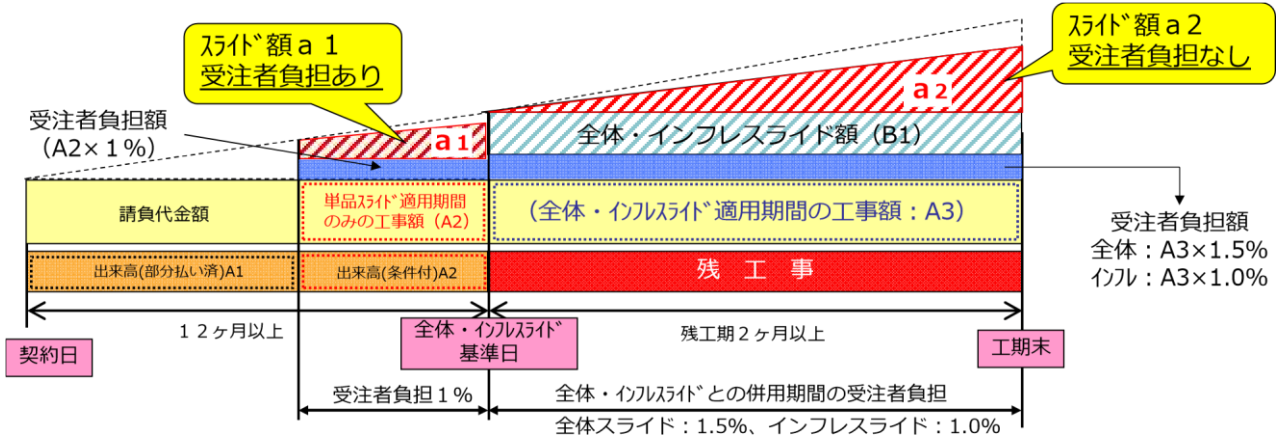 スライド額ａ１
受注者負担あり
スライド額ａ２
受注者負担なし
受注者負担額
（A2×１％）
ａ1
ａ2
全体・インフレスライド額（B1）
請負代金額
単品スライド適用期間
のみの工事額（A2）
（全体・インフレスライド適用期間の工事額：A3）
受注者負担額
全体：A3×1.5%
インフレ：A3×1.0%
出来高(部分払い済)A1
出来高(条件付)A2
残　工　事
１２ヶ月以上
残工期２ヶ月以上
契約日
全体・インフレスライド
基準日
工期末
受注者負担１％
全体・インフレスライドとの併用期間の受注者負担
全体スライド：1.5%、インフレスライド：1.0%